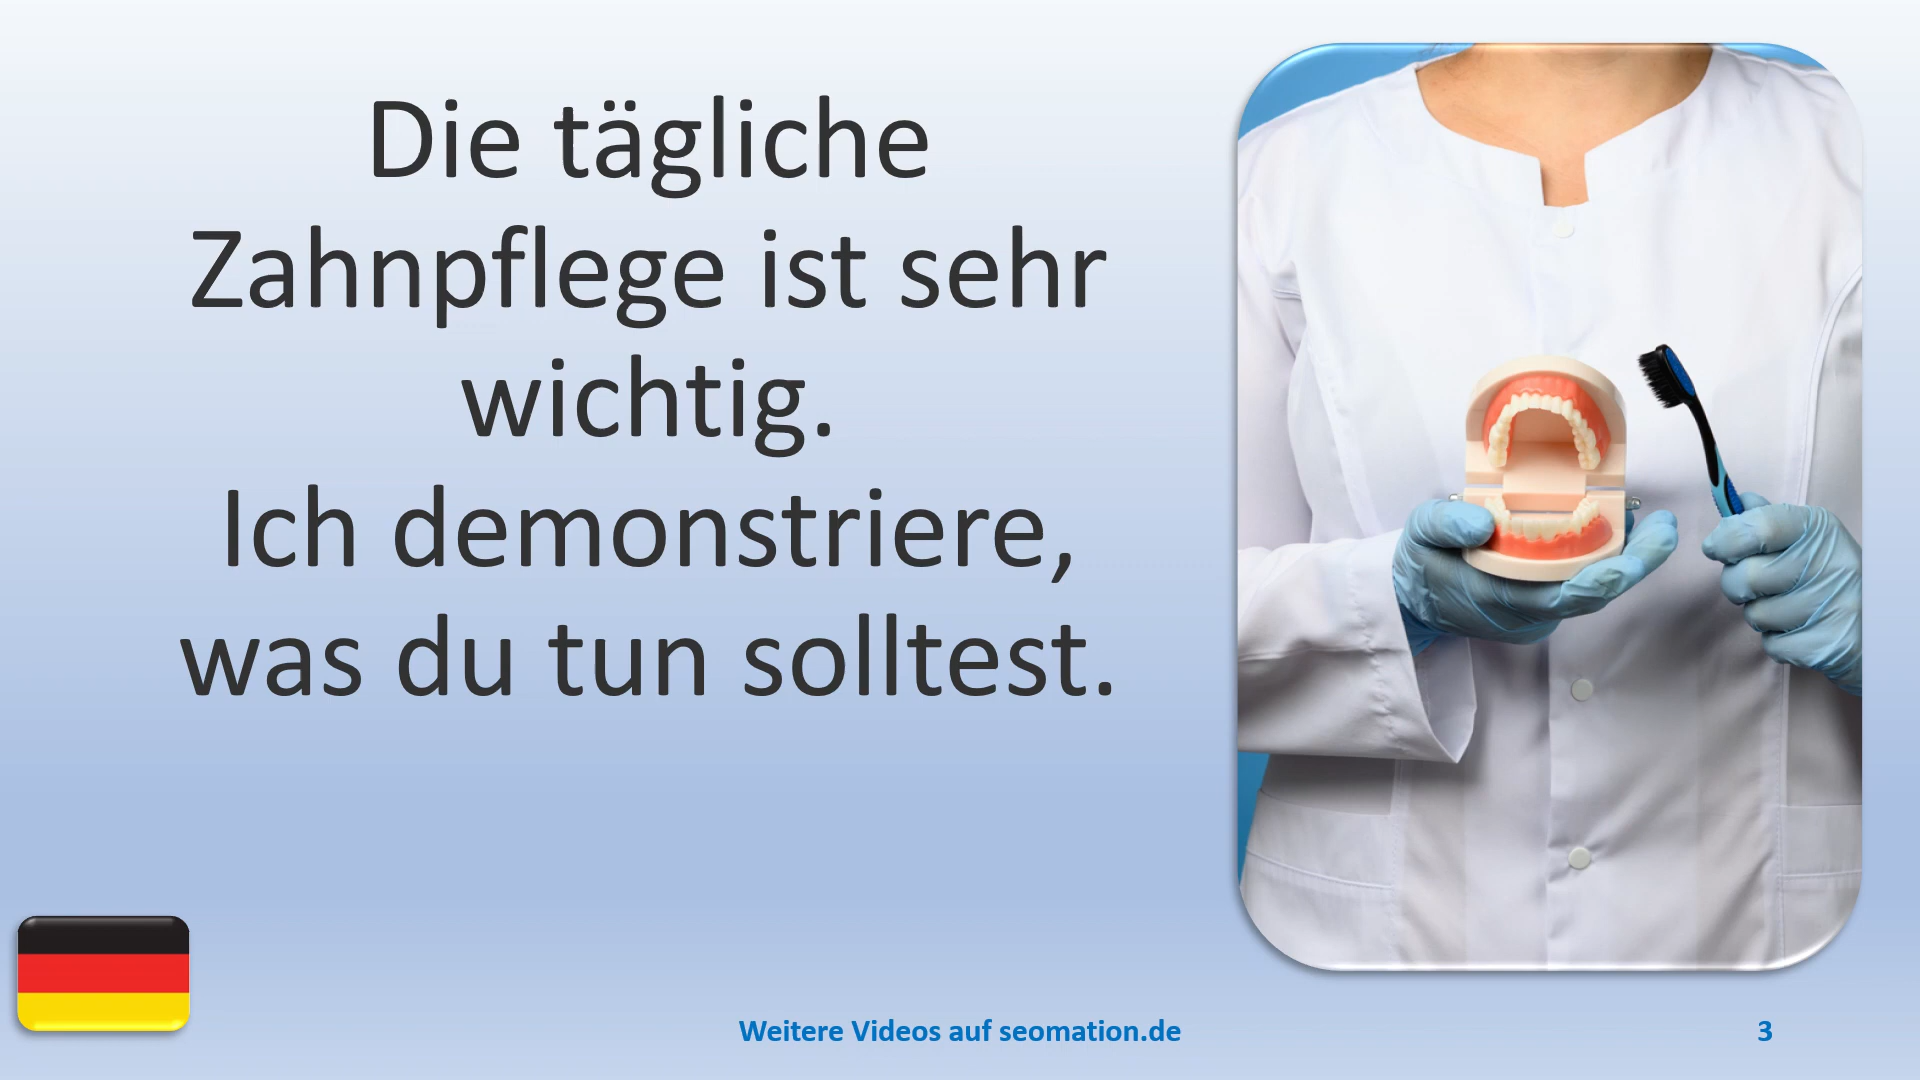 Die tägliche
Zahnpflege ist sehr
wichtig.
Ich demonstriere,
was du tun solltest.
Weitere Videos auf seomation.de
3